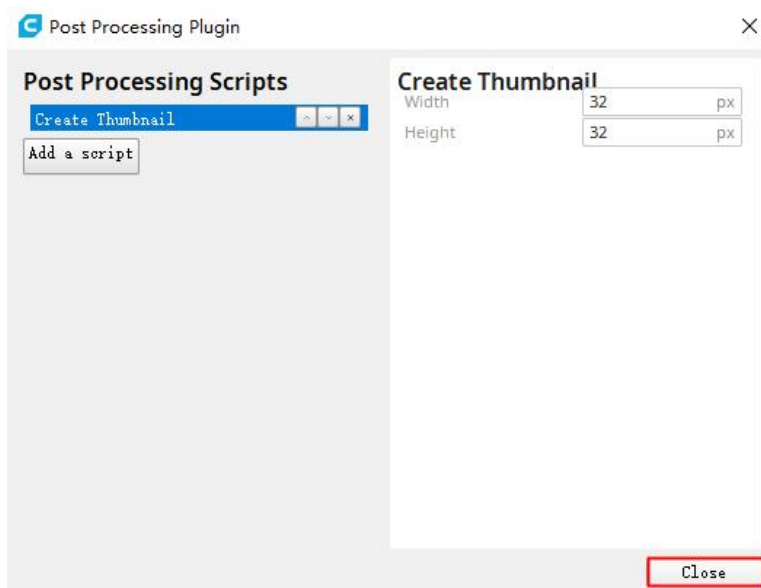 Post Processing Plugin
Post Processing Scripts
Create Thumbnail
Add a script
Create Thumbnail
Width 32 px
Height 32 px
Close